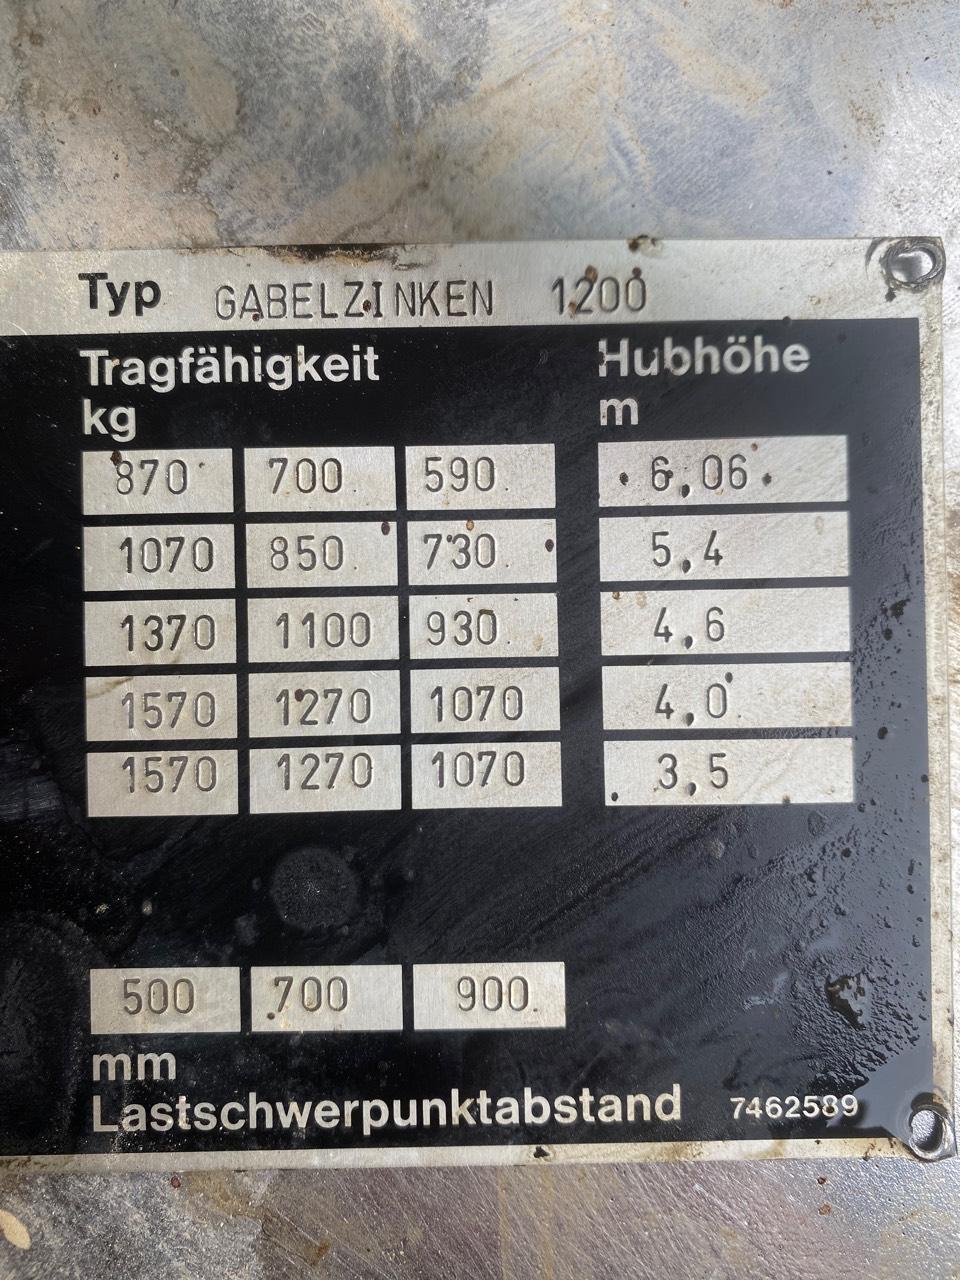 Typ GABELZINKEN 1200
Tragfähigkeit Hubhöhe
kg m
870 700 590 6,06
1070 850 730 5,4
1370 1100 930 4,6
1570 1270 1070 4,0
1570 1270 1070 3,5
500 700 900
mm
Lastschwerpunktabstand 7462589